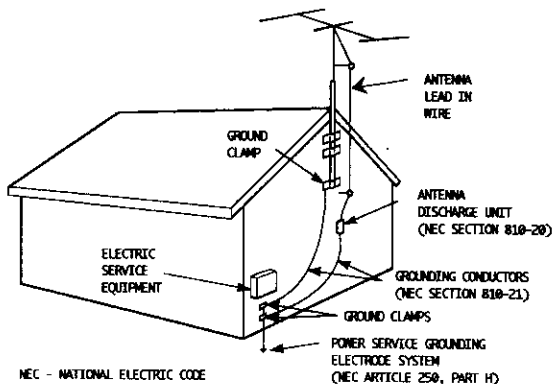 ANTENNA
LEAD IN
WIRE
GROUND
CLAMP
ANTENNA
DISCHARGE UNIT
(NEC SECTION 810-20)
ELECTRIC
SERVICE
EQUIPMENT
GROUNDING CONDUCTORS
(NEC SECTION 810-21)
GROUND CLAMPS
POWER SERVICE GROUNDING
ELECTRODE SYSTEM
(NEC ARTICLE 250, PART H)
NEC - NATIONAL ELECTRIC CODE